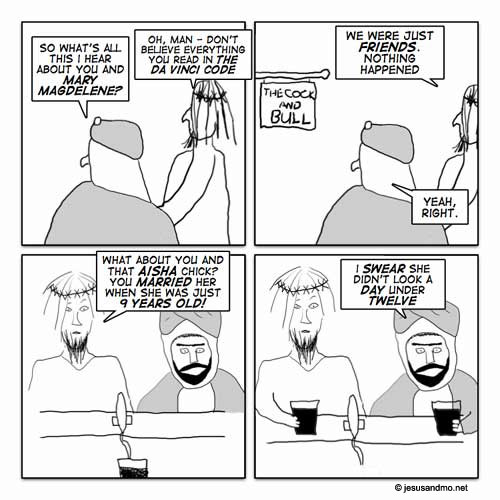 SO WHAT'S ALL
THIS I HEAR
ABOUT YOU AND
MARY
MAGDELENE?
OH, MAN - DON'T
BELIEVE EVERYTHING
YOU READ IN THE
DA VINCI CODE
WE WERE JUST
FRIENDS.
NOTHING
HAPPENED
THE COCK
AND
BULL
YEAH,
RIGHT.
WHAT ABOUT YOU AND
THAT AISHA CHICK?
YOU MARRIED HER
WHEN SHE WAS JUST
9 YEARS OLD!
I SWEAR SHE
DIDN'T LOOK A
DAY UNDER
TWELVE
© jesusandmo.net